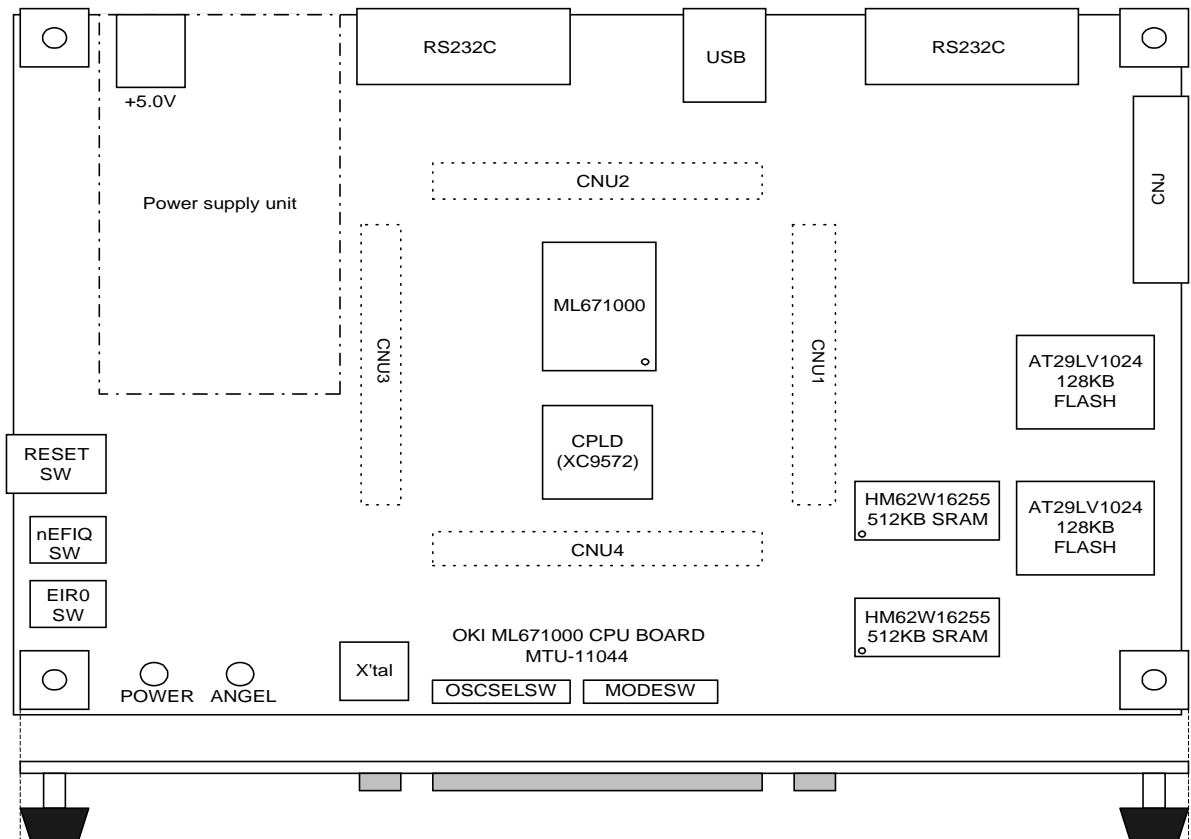 RS232C
USB
RS232C
+5.0V
CNU2
CNJ
Power supply unit
ML671000
CNU3
CNU1
AT29LV1024
128KB
FLASH
CPLD
(XC9572)
RESET
SW
HM62W16255
512KB SRAM
AT29LV1024
128KB
FLASH
nEFIQ
SW
CNU4
EIR0
SW
HM62W16255
512KB SRAM
OKI ML671000 CPU BOARD
MTU-11044
X'tal
POWER
ANGEL
OSCSELSW
MODESW